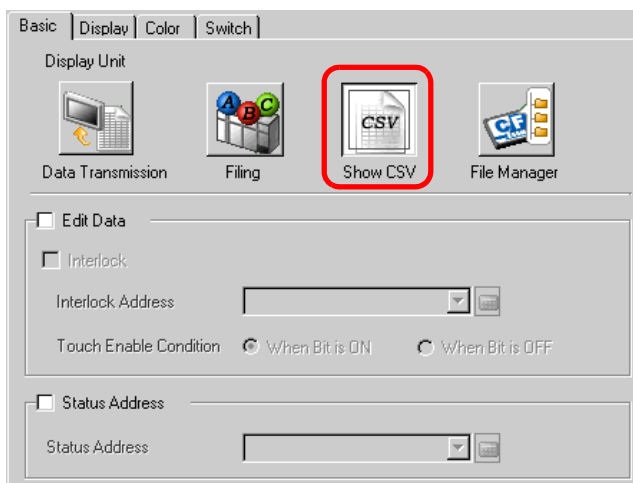 Basic Display Color Switch
Display Unit
A B C CSV CF
Data Transmission Filing Show CSV File Manager
Edit Data
Interlock
Interlock Address
Touch Enable Condition When Bit is ON When Bit is OFF
Status Address
Status Address